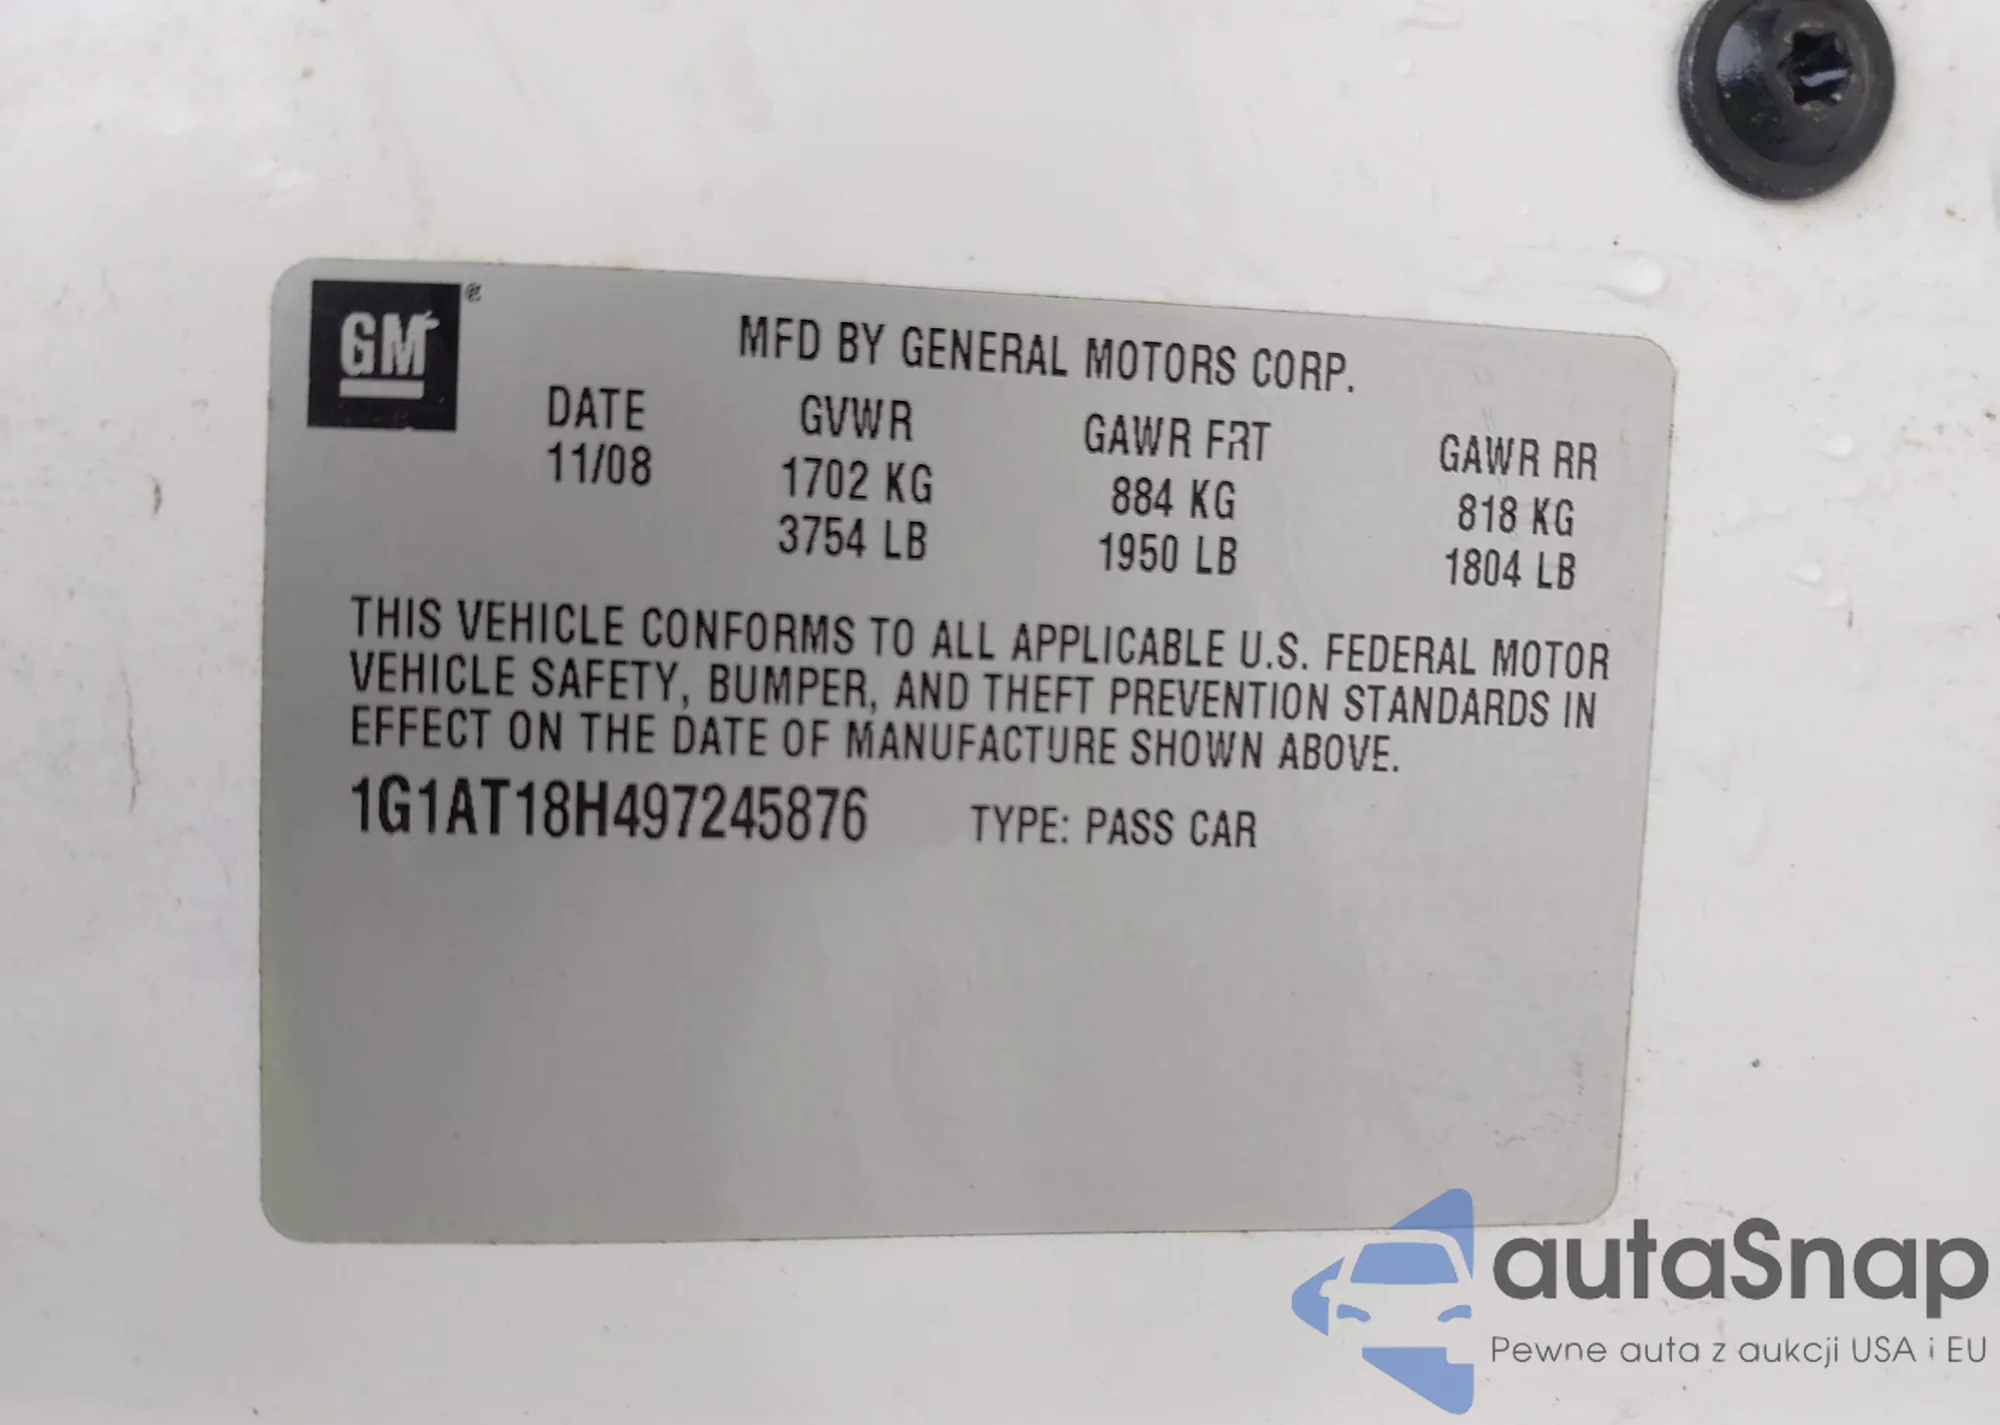 GM
MFD BY GENERAL MOTORS CORP.
DATE GVWR GAWR FRT GAWR RR
11/08 1702 KG 884 KG 818 KG
3754 LB 1950 LB 1804 LB
THIS VEHICLE CONFORMS TO ALL APPLICABLE U.S. FEDERAL MOTOR
VEHICLE SAFETY, BUMPER, AND THEFT PREVENTION STANDARDS IN
EFFECT ON THE DATE OF MANUFACTURE SHOWN ABOVE.
1G1AT18H497245876 TYPE: PASS CAR
autaSnap
Pewne auta z aukcji USA i EU